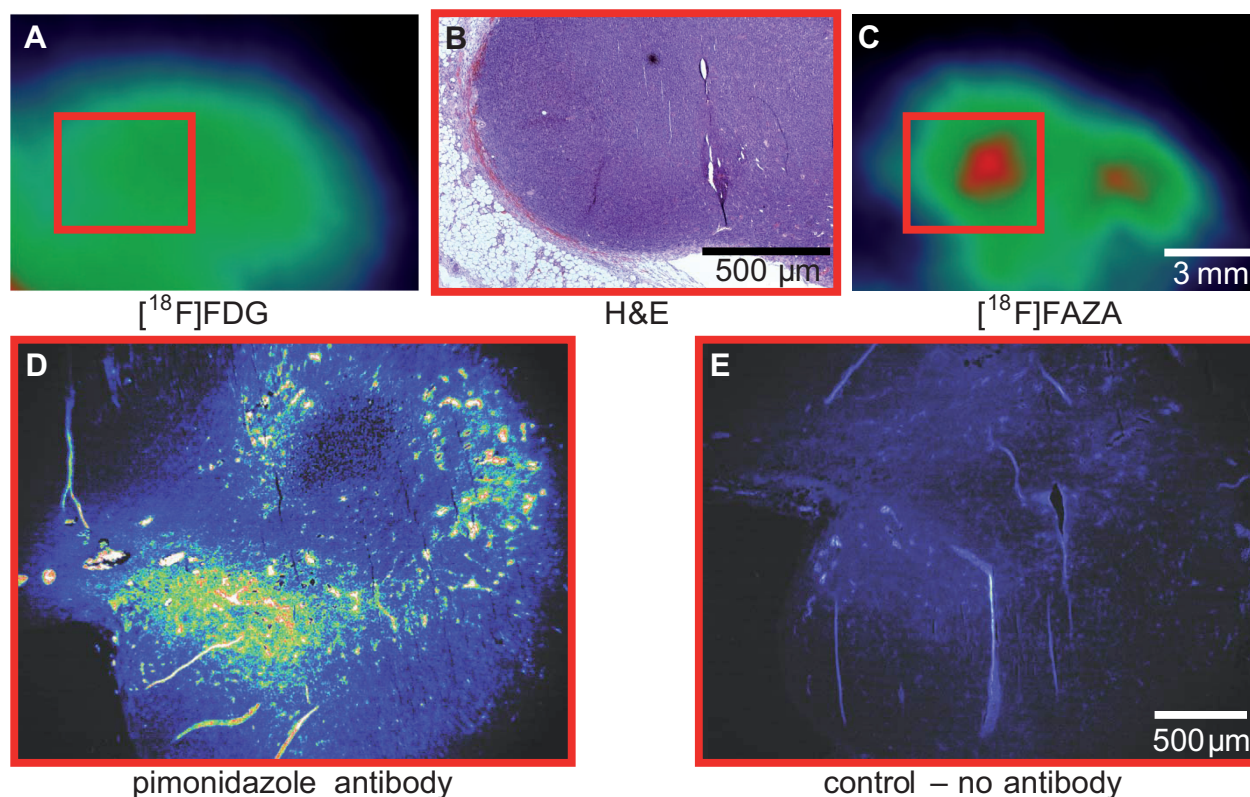 A
B
C
500 µm
3 mm
[¹⁸F]FDG
H&E
[¹⁸F]FAZA
D
E
500 µm
pimonidazole antibody
control – no antibody